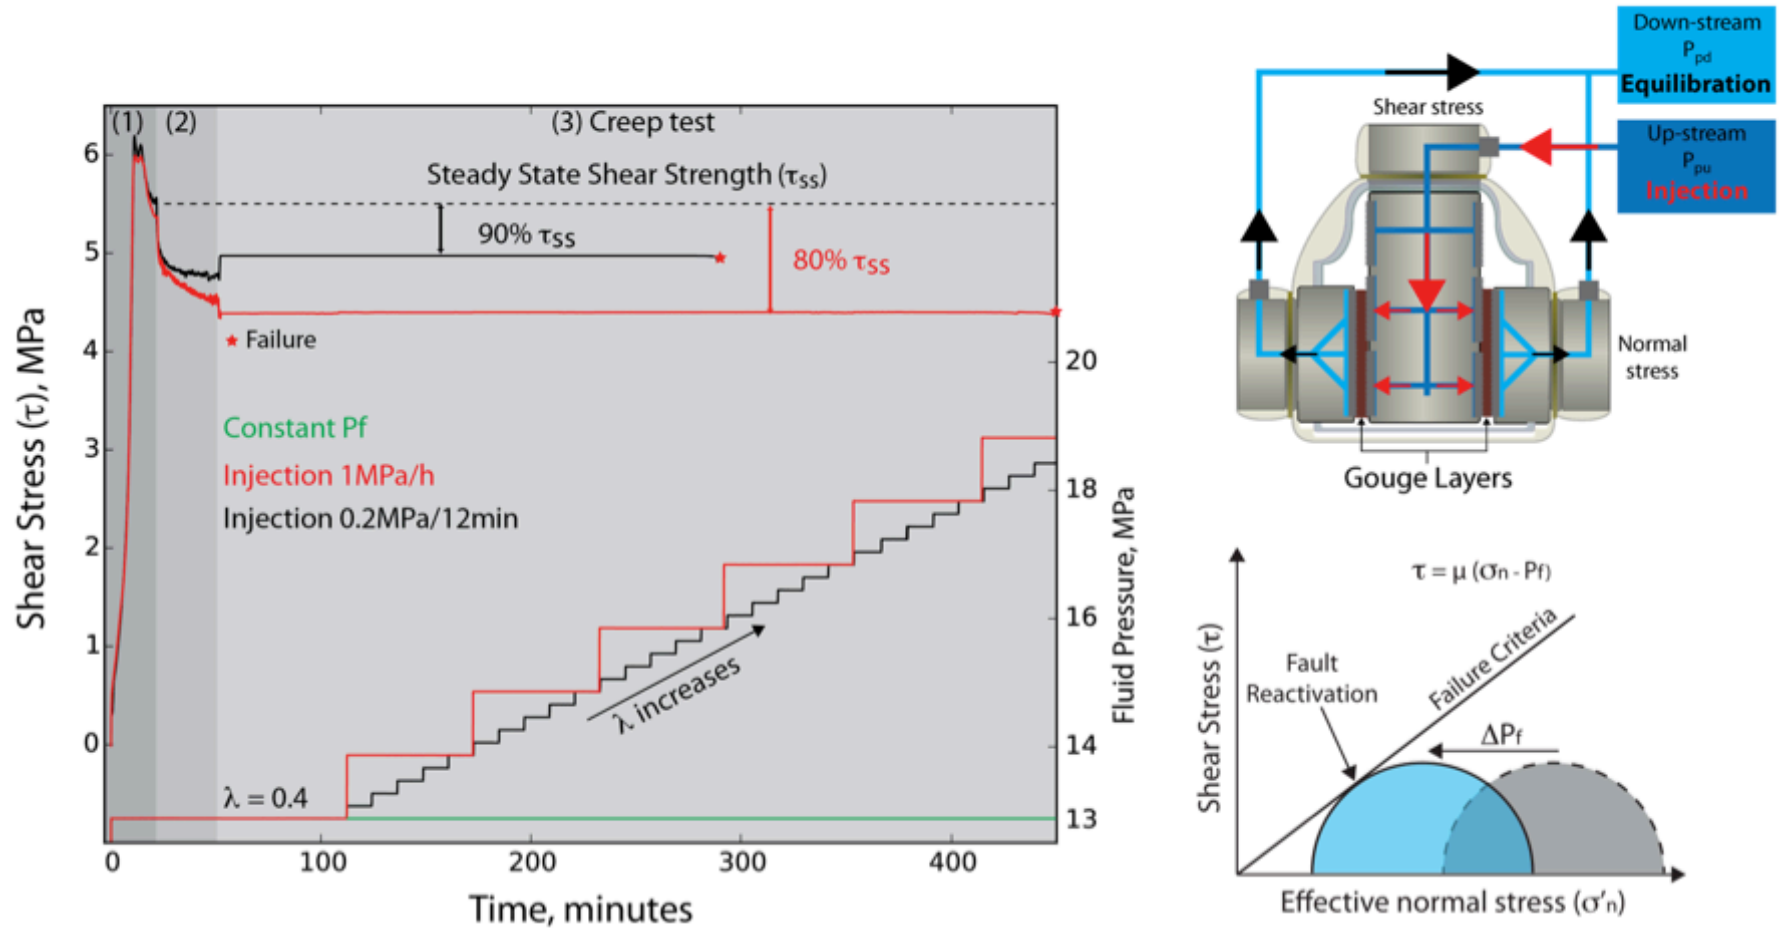 (1)
(2)
(3) Creep test
Steady State Shear Strength (τss)
90% τss
80% τss
★ Failure
Constant Pf
Injection 1MPa/h
Injection 0.2MPa/12min
λ increases
λ = 0.4
Shear Stress (τ), MPa
6
5
4
3
2
1
0
20
18
16
14
13
Fluid Pressure, MPa
0
100
200
300
400
Time, minutes
Down-stream
Ppd
Equilibration
Shear stress
Up-stream
Ppu
Injection
Normal
stress
Gouge Layers
τ = μ (σn - Pf)
Shear Stress (τ)
Fault
Reactivation
Failure Criteria
ΔPf
Effective normal stress (σ'n)